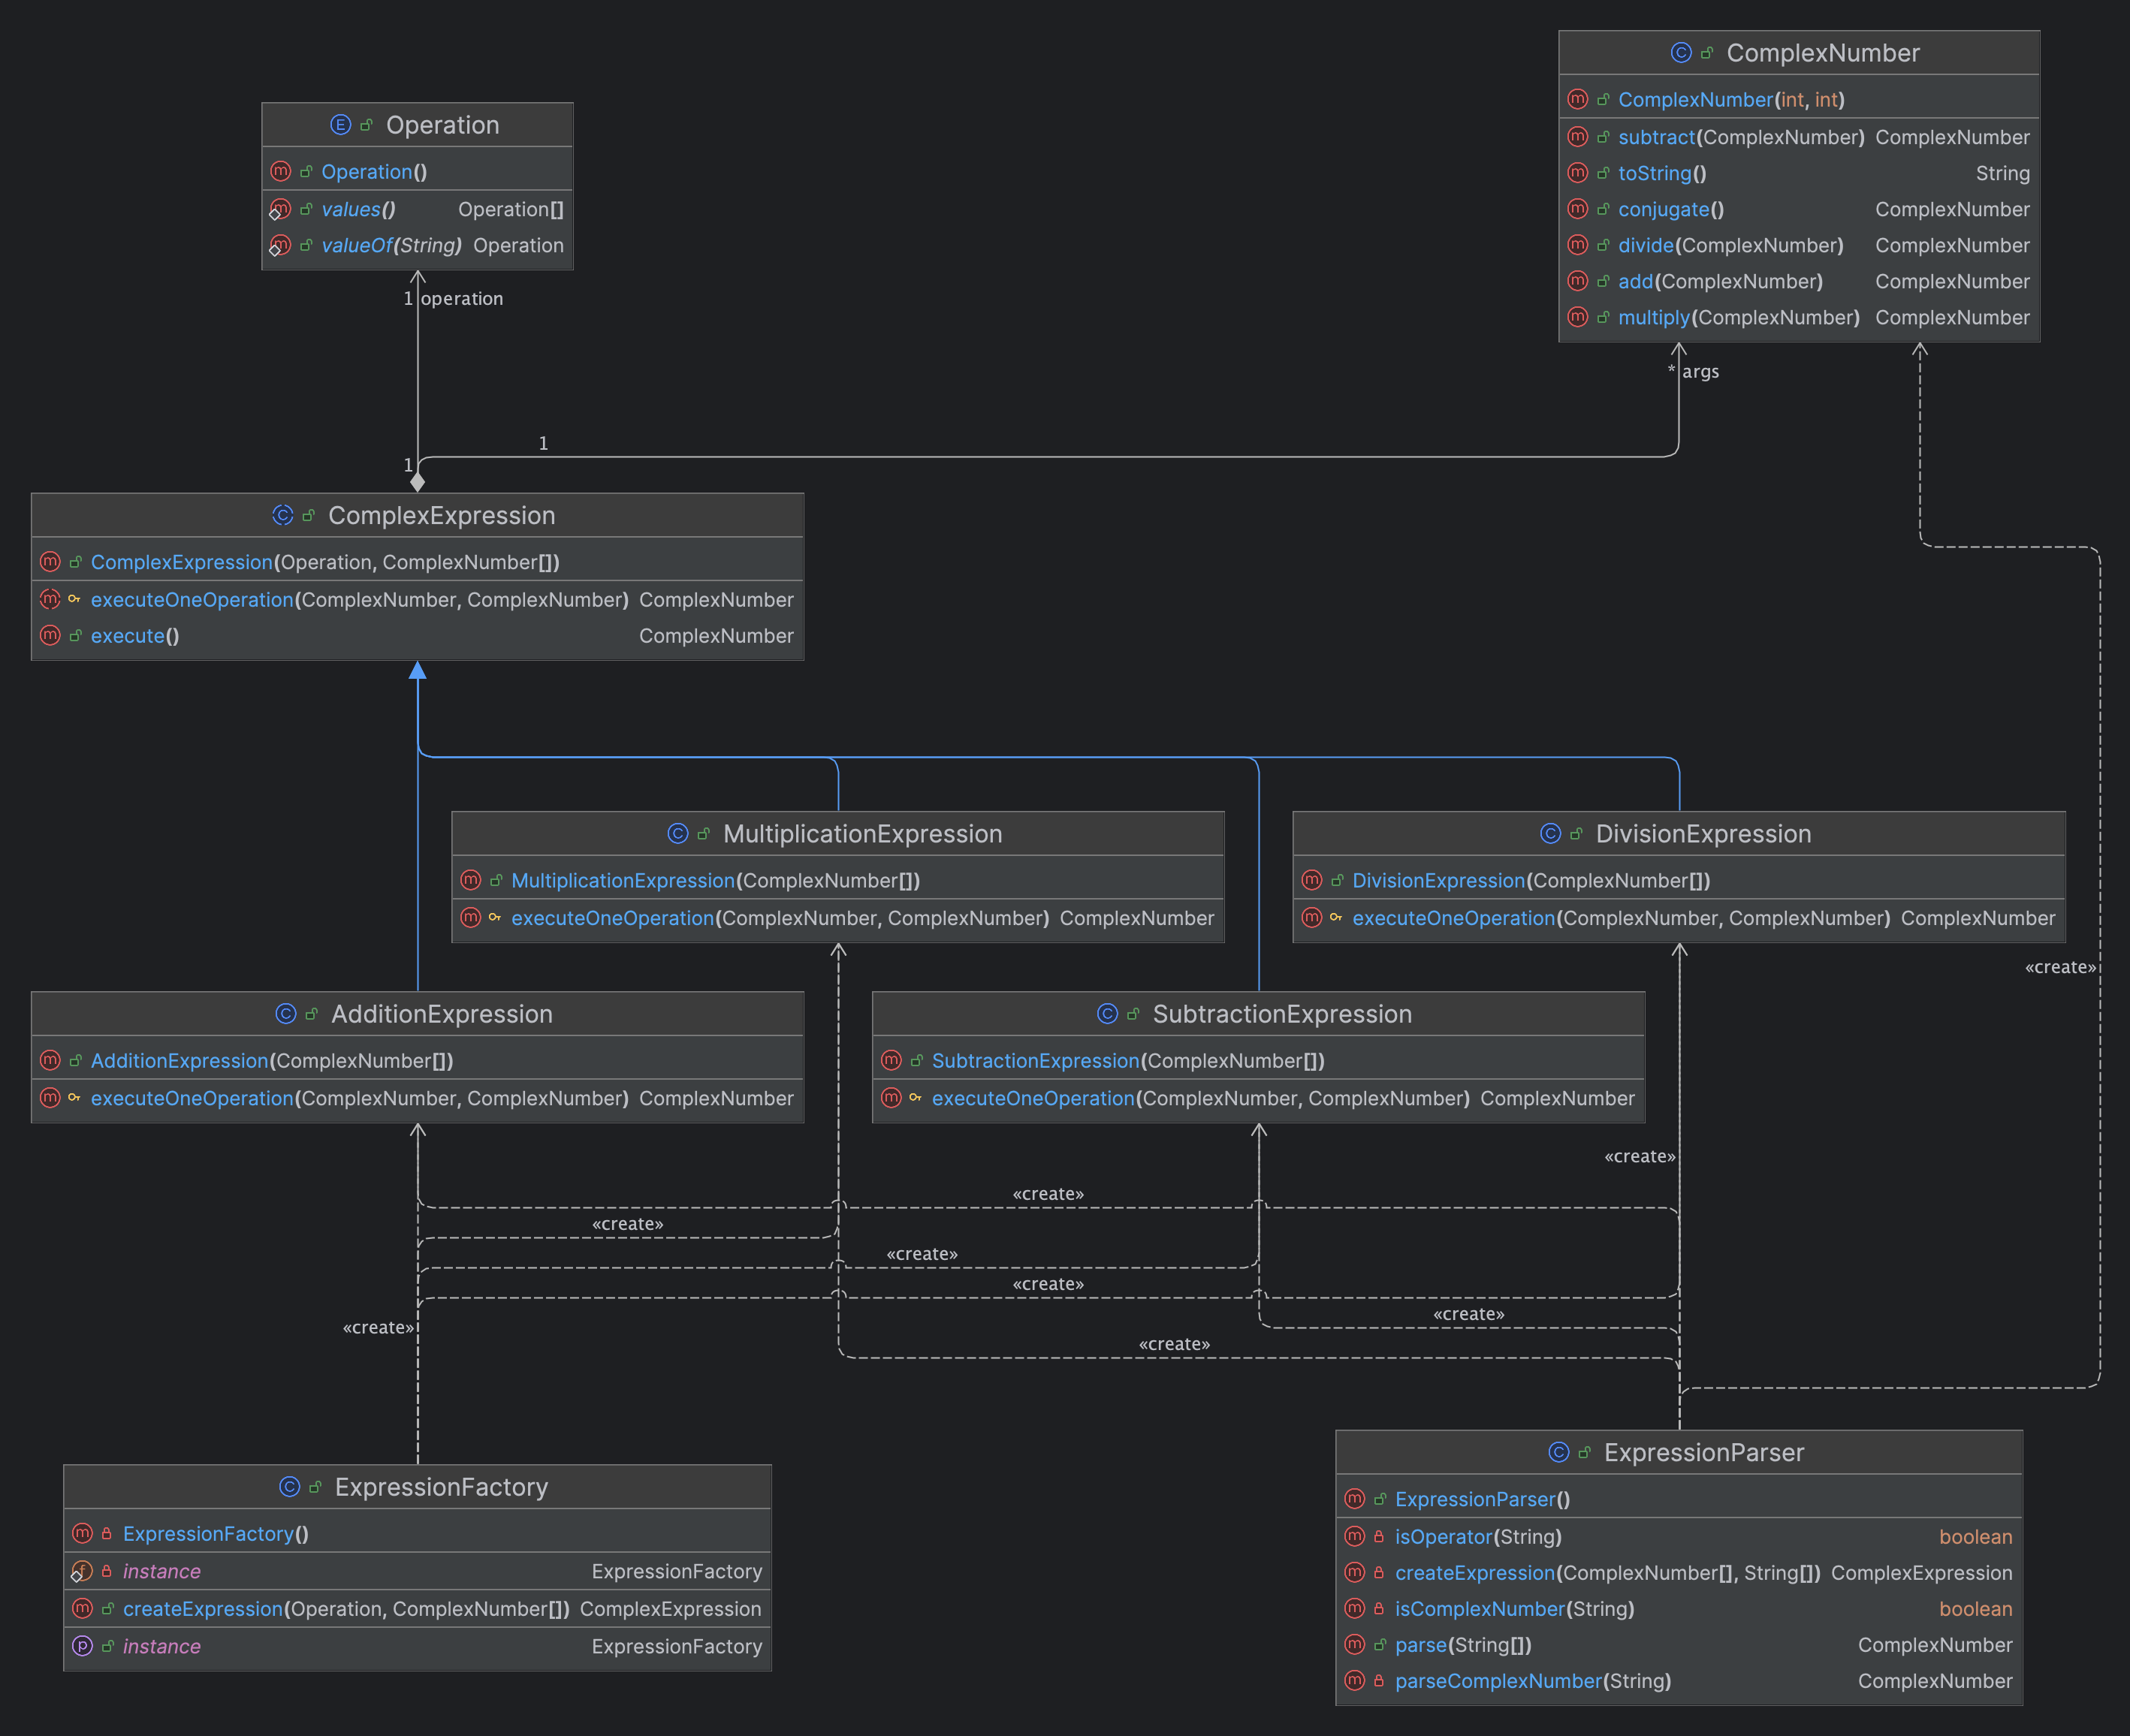 ComplexNumber
ComplexNumber(int, int)
subtract(ComplexNumber) ComplexNumber
toString() String
conjugate() ComplexNumber
divide(ComplexNumber) ComplexNumber
add(ComplexNumber) ComplexNumber
multiply(ComplexNumber) ComplexNumber
Operation
Operation()
values() Operation[]
valueOf(String) Operation
1 operation
* args
1
1
ComplexExpression
ComplexExpression(Operation, ComplexNumber[])
executeOneOperation(ComplexNumber, ComplexNumber) ComplexNumber
execute() ComplexNumber
MultiplicationExpression
MultiplicationExpression(ComplexNumber[])
executeOneOperation(ComplexNumber, ComplexNumber) ComplexNumber
DivisionExpression
DivisionExpression(ComplexNumber[])
executeOneOperation(ComplexNumber, ComplexNumber) ComplexNumber
«create»
AdditionExpression
AdditionExpression(ComplexNumber[])
executeOneOperation(ComplexNumber, ComplexNumber) ComplexNumber
SubtractionExpression
SubtractionExpression(ComplexNumber[])
executeOneOperation(ComplexNumber, ComplexNumber) ComplexNumber
«create»
«create»
«create»
«create»
«create»
«create»
«create»
«create»
ExpressionFactory
ExpressionFactory()
instance ExpressionFactory
createExpression(Operation, ComplexNumber[]) ComplexExpression
instance ExpressionFactory
ExpressionParser
ExpressionParser()
isOperator(String) boolean
createExpression(ComplexNumber[], String[]) ComplexExpression
isComplexNumber(String) boolean
parse(String[]) ComplexNumber
parseComplexNumber(String) ComplexNumber